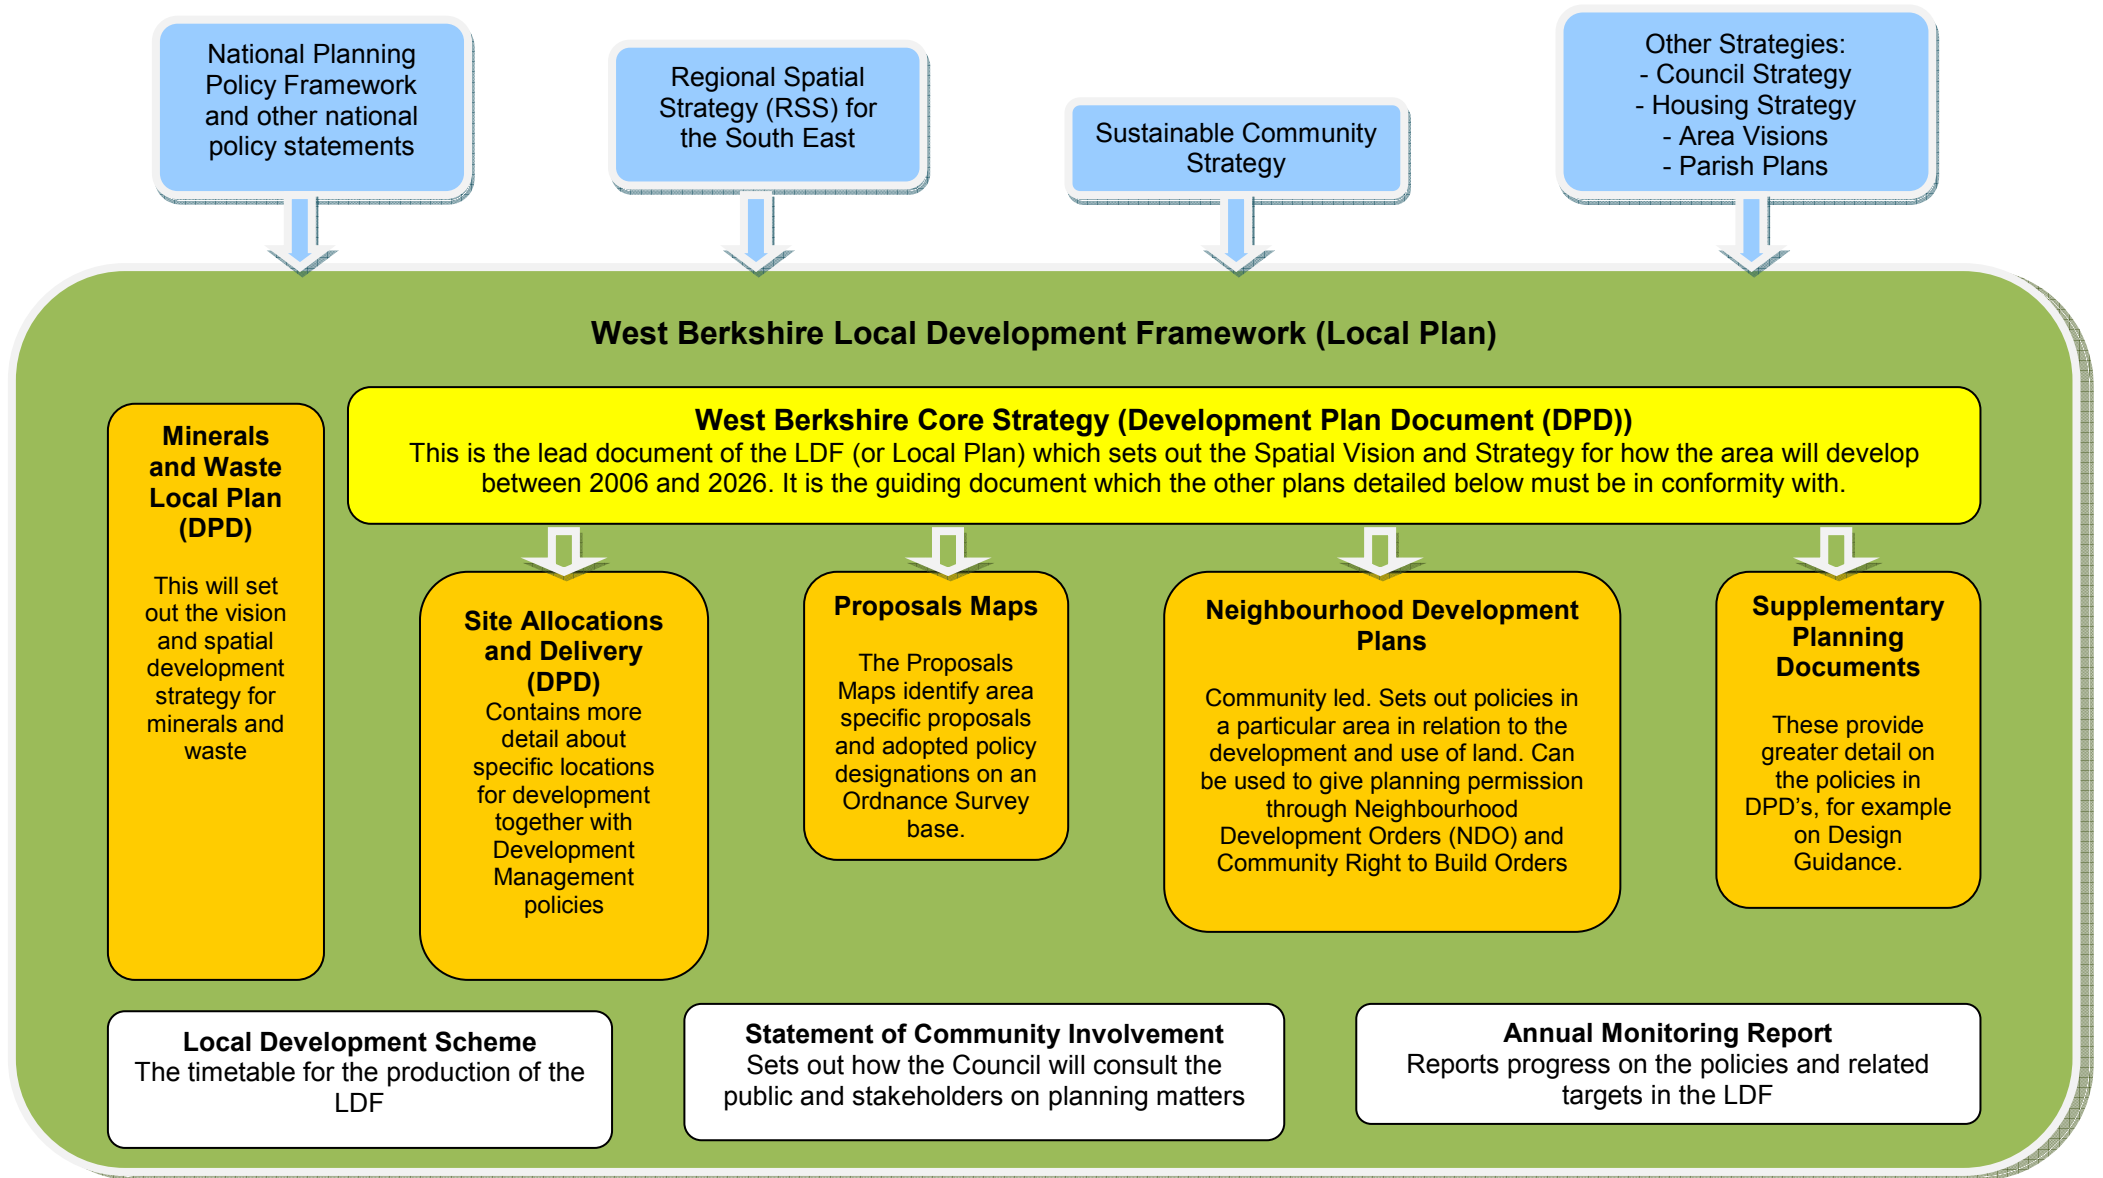 National Planning
Policy Framework
and other national
policy statements
Regional Spatial
Strategy (RSS) for
the South East
Sustainable Community
Strategy
Other Strategies:
- Council Strategy
- Housing Strategy
- Area Visions
- Parish Plans
West Berkshire Local Development Framework (Local Plan)
Minerals
and Waste
Local Plan
(DPD)
This will set
out the vision
and spatial
development
strategy for
minerals and
waste
West Berkshire Core Strategy (Development Plan Document (DPD))
This is the lead document of the LDF (or Local Plan) which sets out the Spatial Vision and Strategy for how the area will develop
between 2006 and 2026. It is the guiding document which the other plans detailed below must be in conformity with.
Site Allocations
and Delivery
(DPD)
Contains more
detail about
specific locations
for development
together with
Development
Management
policies
Proposals Maps
The Proposals
Maps identify area
specific proposals
and adopted policy
designations on an
Ordnance Survey
base.
Neighbourhood Development
Plans
Community led. Sets out policies in
a particular area in relation to the
development and use of land. Can
be used to give planning permission
through Neighbourhood
Development Orders (NDO) and
Community Right to Build Orders
Supplementary
Planning
Documents
These provide
greater detail on
the policies in
DPD’s, for example
on Design
Guidance.
Local Development Scheme
The timetable for the production of the
LDF
Statement of Community Involvement
Sets out how the Council will consult the
public and stakeholders on planning matters
Annual Monitoring Report
Reports progress on the policies and related
targets in the LDF